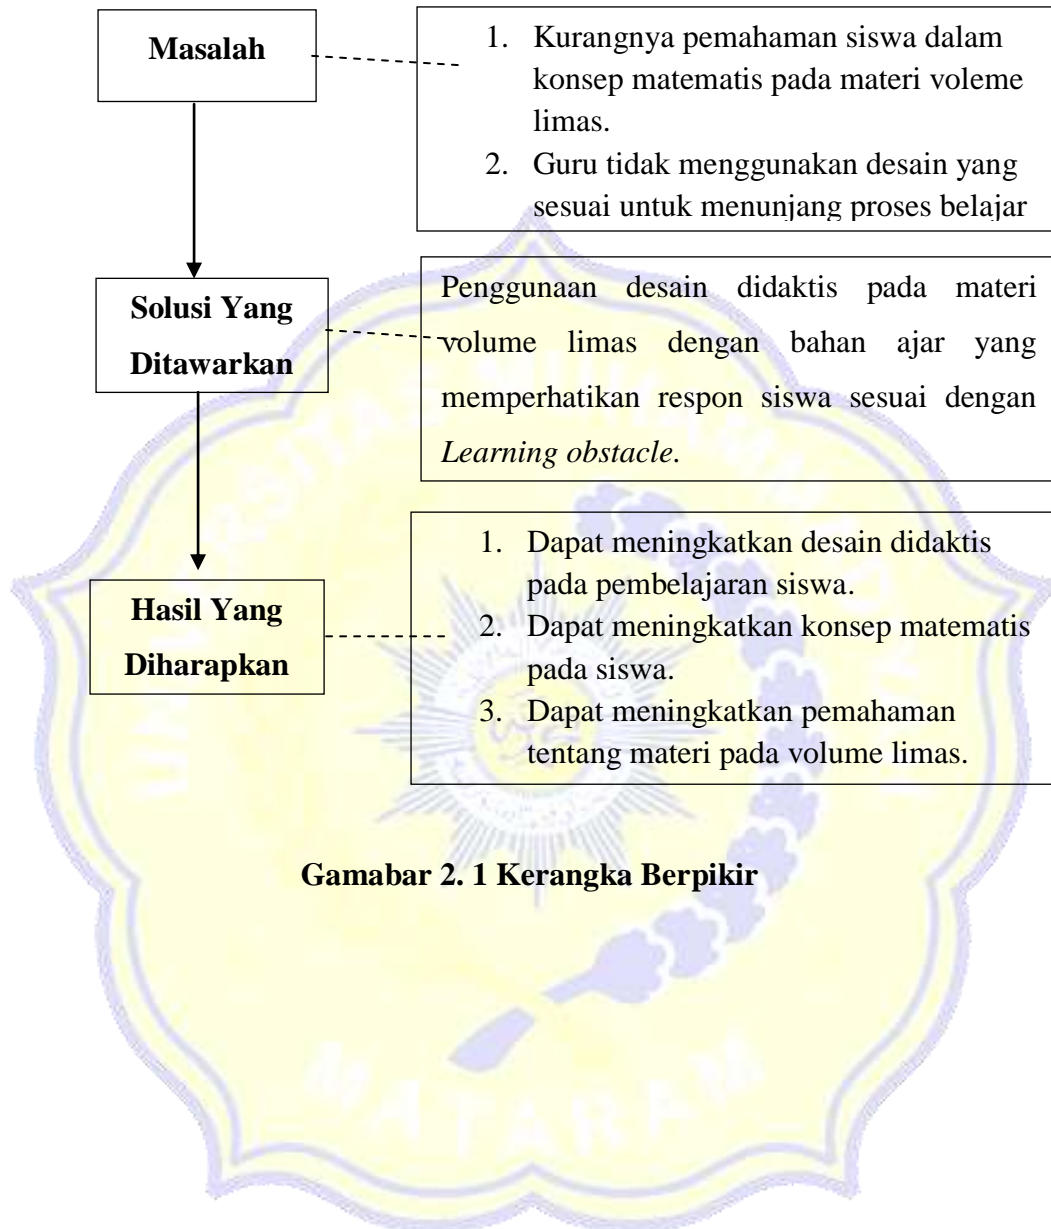 Masalah
1. Kurangnya pemahaman siswa dalam
konsep matematis pada materi voleme
limas.
2. Guru tidak menggunakan desain yang
sesuai untuk menunjang proses belajar
Solusi Yang
Ditawarkan
Penggunaan desain didaktis pada materi
volume limas dengan bahan ajar yang
memperhatikan respon siswa sesuai dengan
Learning obstacle.
Hasil Yang
Diharapkan
1. Dapat meningkatkan desain didaktis
pada pembelajaran siswa.
2. Dapat meningkatkan konsep matematis
pada siswa.
3. Dapat meningkatkan pemahaman
tentang materi pada volume limas.
Gamabar 2. 1 Kerangka Berpikir
MATARAM